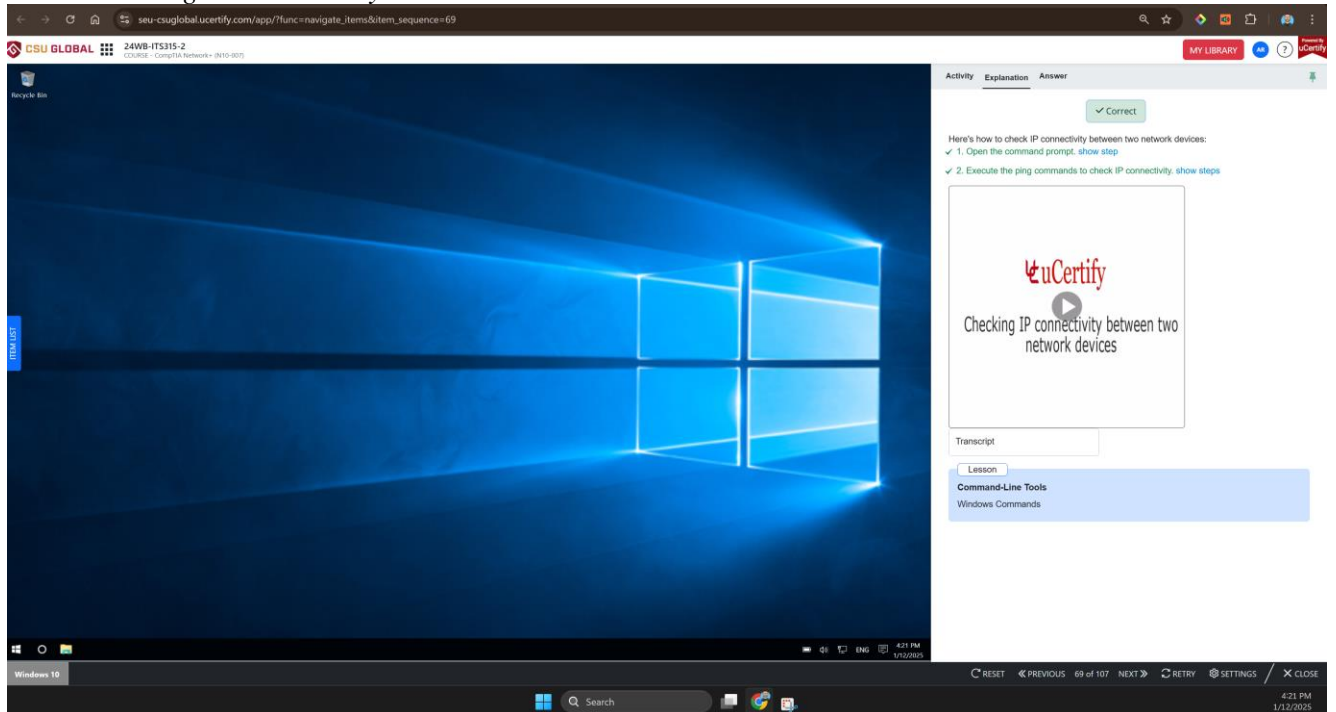 seu-csuglobal.ucertify.com/app/?func=navigate_items&item_sequence=69
CSU GLOBAL
24WB-ITS315-2
COURSE - CompTIA Network+ (N10-007)
MY LIBRARY
AR
?
Powered By
uCertify
Recycle Bin
ITEM LIST
Activity Explanation Answer
Correct
Here's how to check IP connectivity between two network devices:
1. Open the command prompt. show step
2. Execute the ping commands to check IP connectivity. show steps
uCertify
Checking IP connectivity between two
network devices
Transcript
Lesson
Command-Line Tools
Windows Commands
ENG
4:21 PM
1/12/2025
Windows 10
RESET PREVIOUS 69 of 107 NEXT RETRY SETTINGS CLOSE
Search
4:21 PM
1/12/2025